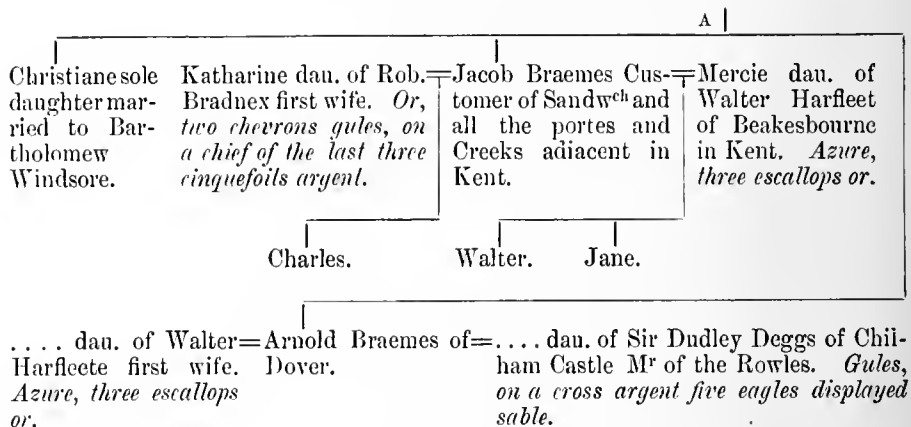 A
Christiane sole
daughter mar-
ried to Bar-
tholomew
Windsore.
Katharine dau. of Rob.
Bradnex first wife. Or,
two chevrons gules, on
a chief of the last three
cinquefoils argent.
Jacob Braemes Cus-
tomer of Sandwch and
all the portes and
Creeks adiacent in
Kent.
Mercie dau. of
Walter Harfleet
of Beakesbourne
in Kent. Azure,
three escallops or.
Charles.
Walter.
Jane.
.... dau. of Walter
Harfleete first wife.
Azure, three escallops
or.
Arnold Braemes of
Dover.
.... dau. of Sir Dudley Deggs of Chil-
ham Castle Mr of the Rowles. Gules,
on a cross argent five eagles displayed
sable.